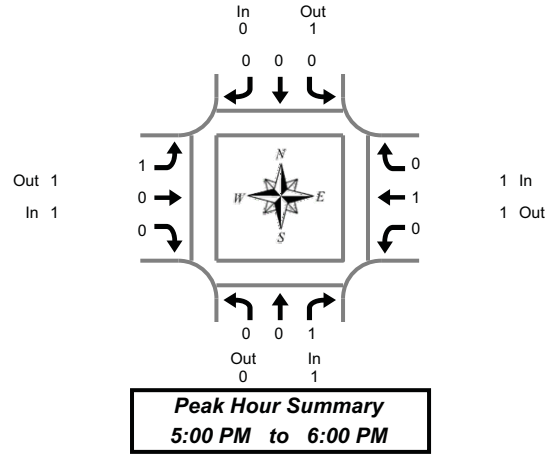 In Out
0 1
0 0 0
1 0
Out 1 0 N W E S 1 1 In
In 1 0 0 1 Out
0 0 1
Out In
0 1
Peak Hour Summary
5:00 PM to 6:00 PM